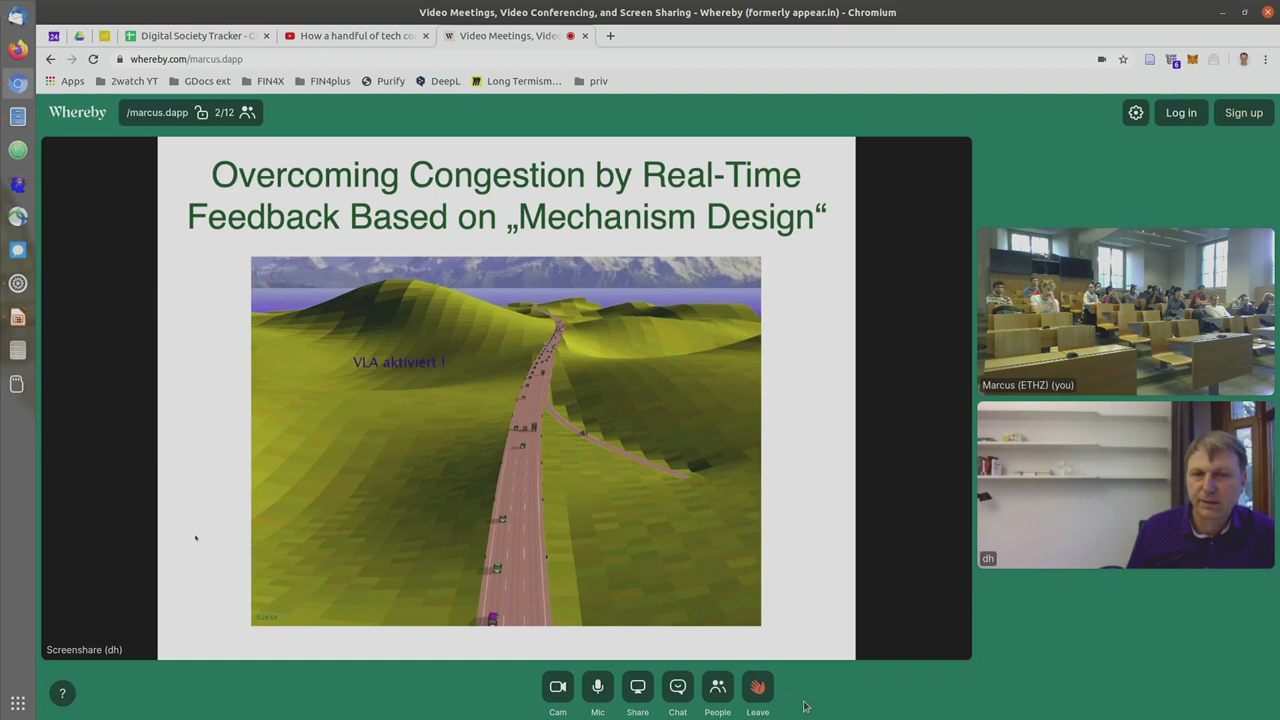 Video Meetings, Video Conferencing, and Screen Sharing - Whereby (formerly appear.in) - Chromium
24
Digital Society Tracker - G
How a handful of tech co
Video Meetings, Vide
whereby.com/marcus.dapp
6
Apps
2watch YT
GDocs ext
FIN4X
FIN4plus
Purify
DeepL
Long Termism...
priv
Whereby
/marcus.dapp
2/12
Log in
Sign up
Overcoming Congestion by Real-Time
Feedback Based on „Mechanism Design“
VLA aktiviert !
Marcus (ETHZ) (you)
dh
Screenshare (dh)
?
Cam
Mic
Share
Chat
People
Leave